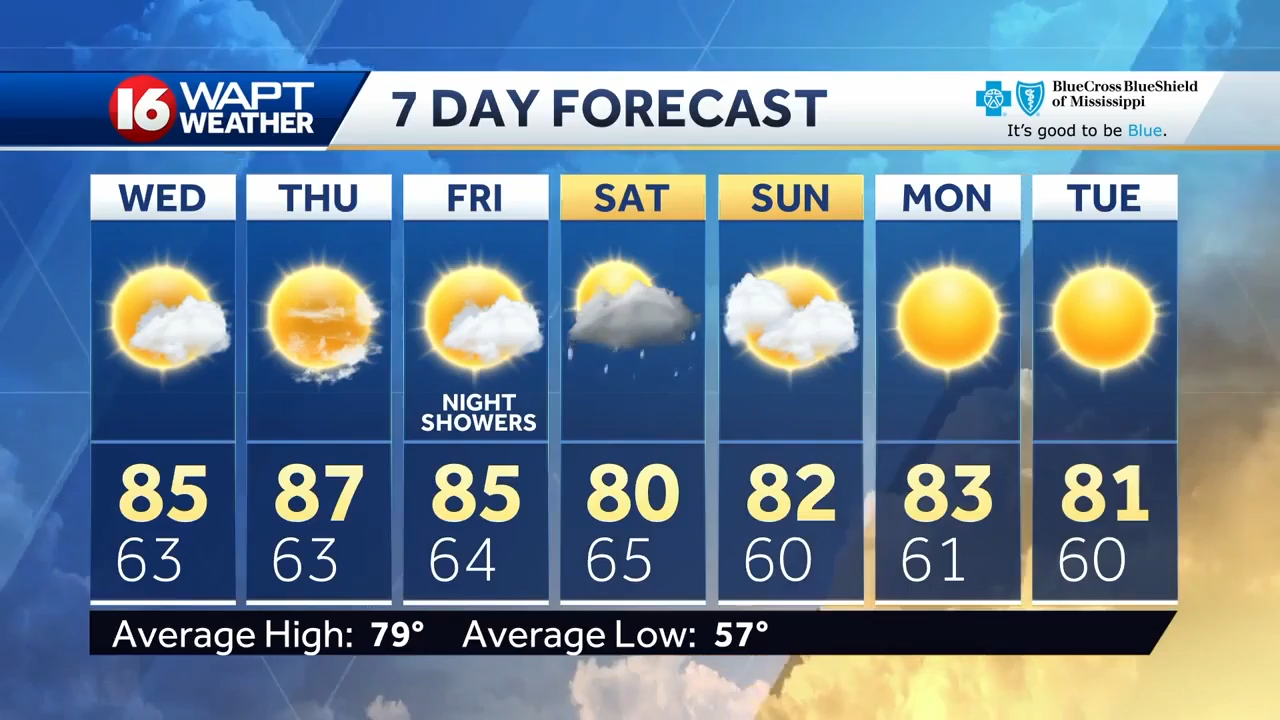 16 WAPT
WEATHER
7 DAY FORECAST
BlueCross BlueShield
of Mississippi
It's good to be Blue.
WED THU FRI SAT SUN MON TUE
NIGHT
SHOWERS
85 87 85 80 82 83 81
63 63 64 65 60 61 60
Average High: 79° Average Low: 57°